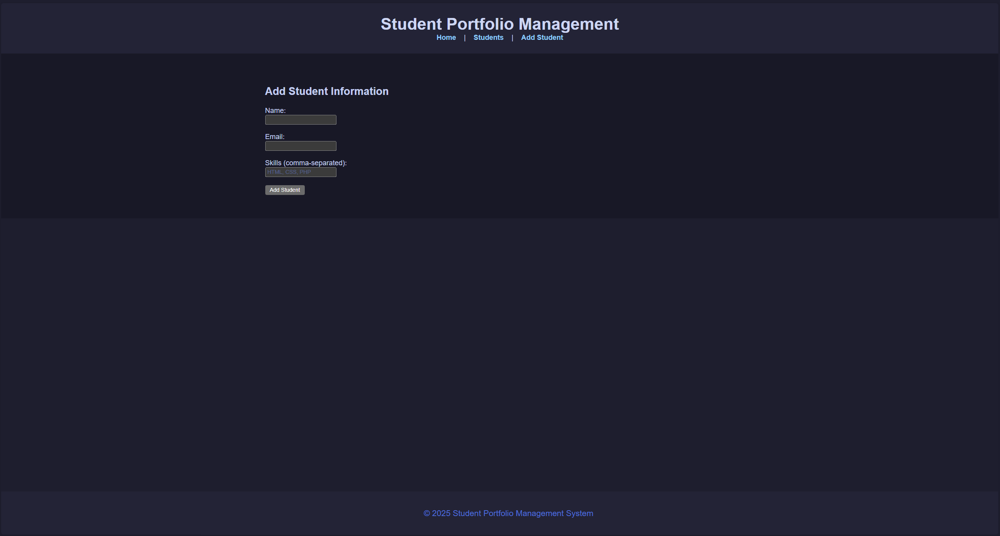 Student Portfolio Management
Home | Students | Add Student
Add Student Information
Name:
Email:
Skills (comma-separated):
HTML, CSS, PHP
Add Student
© 2025 Student Portfolio Management System